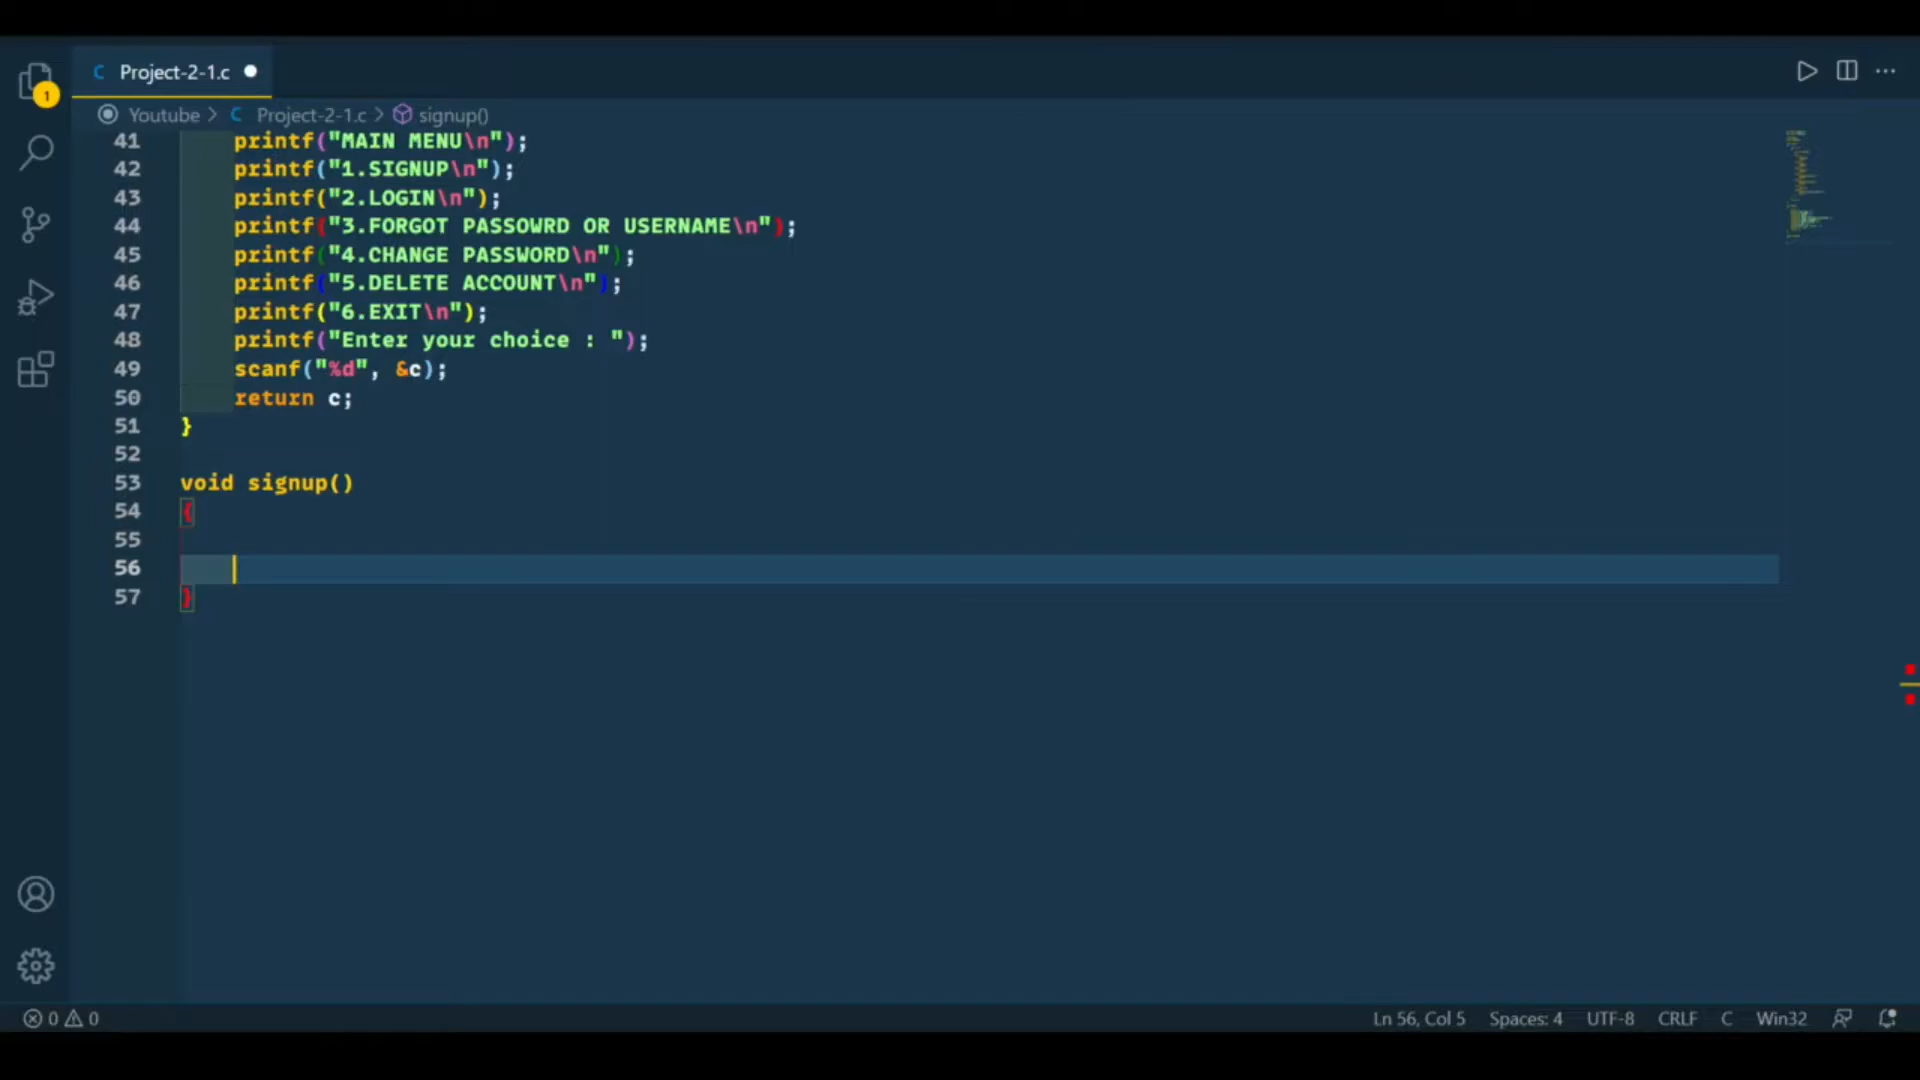 1
C Project-2-1.c
Youtube > C Project-2-1.c > signup()
41 printf("MAIN MENU\n");
42 printf("1.SIGNUP\n");
43 printf("2.LOGIN\n");
44 printf("3.FORGOT PASSOWRD OR USERNAME\n");
45 printf("4.CHANGE PASSWORD\n");
46 printf("5.DELETE ACCOUNT\n");
47 printf("6.EXIT\n");
48 printf("Enter your choice : ");
49 scanf("%d", &c);
50 return c;
51 }
52
53 void signup()
54 {
55
56
57 }
0 0 Ln 56, Col 5 Spaces: 4 UTF-8 CRLF C Win32